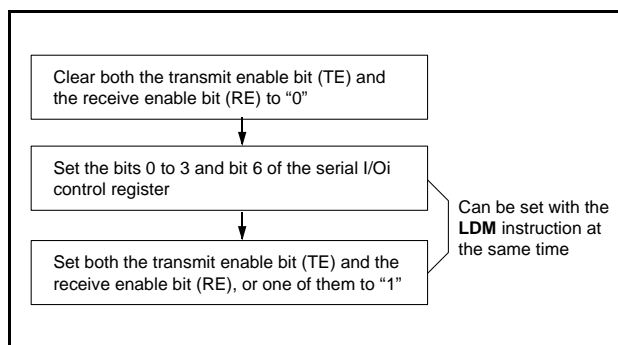 Clear both the transmit enable bit (TE) and
the receive enable bit (RE) to “0”
Set the bits 0 to 3 and bit 6 of the serial I/Oi
control register
Set both the transmit enable bit (TE) and the
receive enable bit (RE), or one of them to “1”
Can be set with the
LDM instruction at
the same time